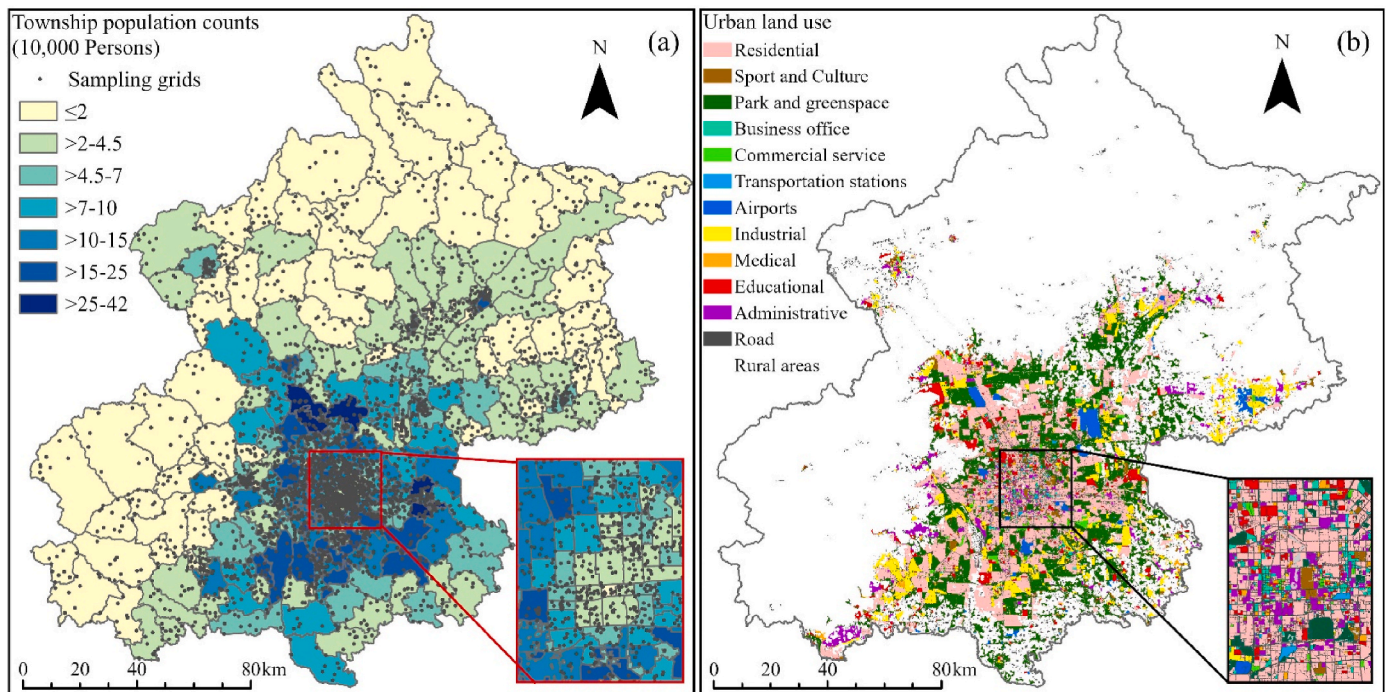 Township population counts
(10,000 Persons)
(a)
N
Sampling grids
≤2
>2-4.5
>4.5-7
>7-10
>10-15
>15-25
>25-42
0 40 80km
Urban land use
(b)
N
Residential
Sport and Culture
Park and greenspace
Business office
Commercial service
Transportation stations
Airports
Industrial
Medical
Educational
Administrative
Road
Rural areas
0 40 80km